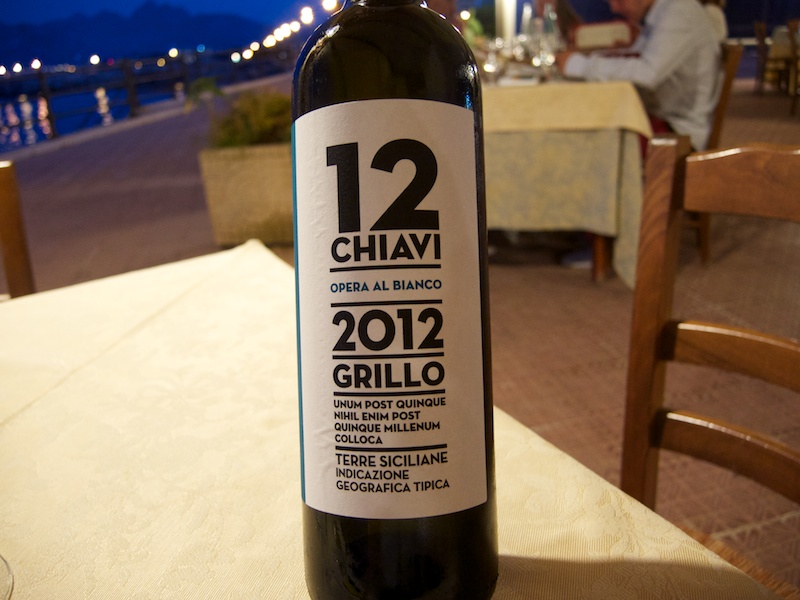 12
CHIAVI
OPERA AL BIANCO
2012
GRILLO
UNUM POST QUINQUE
NIHIL ENIM POST
QUINQUE MILLENUM
COLLOCA
TERRE SICILIANE
INDICAZIONE
GEOGRAFICA TIPICA